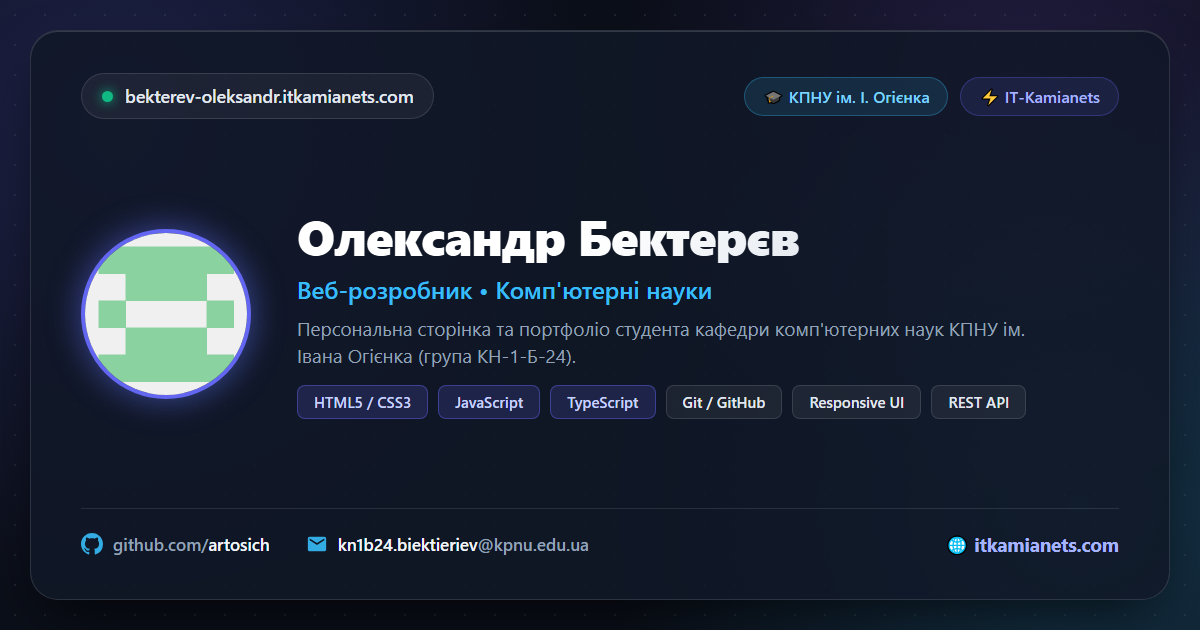 bekterev-oleksandr.itkamianets.com
КПНУ ім. І. Огієнка
IT-Kamianets
Олександр Бектерєв
Веб-розробник • Комп'ютерні науки
Персональна сторінка та портфоліо студента кафедри комп'ютерних наук КПНУ ім.
Івана Огієнка (група КН-1-Б-24).
HTML5 / CSS3
JavaScript
TypeScript
Git / GitHub
Responsive UI
REST API
github.com/artosich
kn1b24.biektieriev@kpnu.edu.ua
itkamianets.com